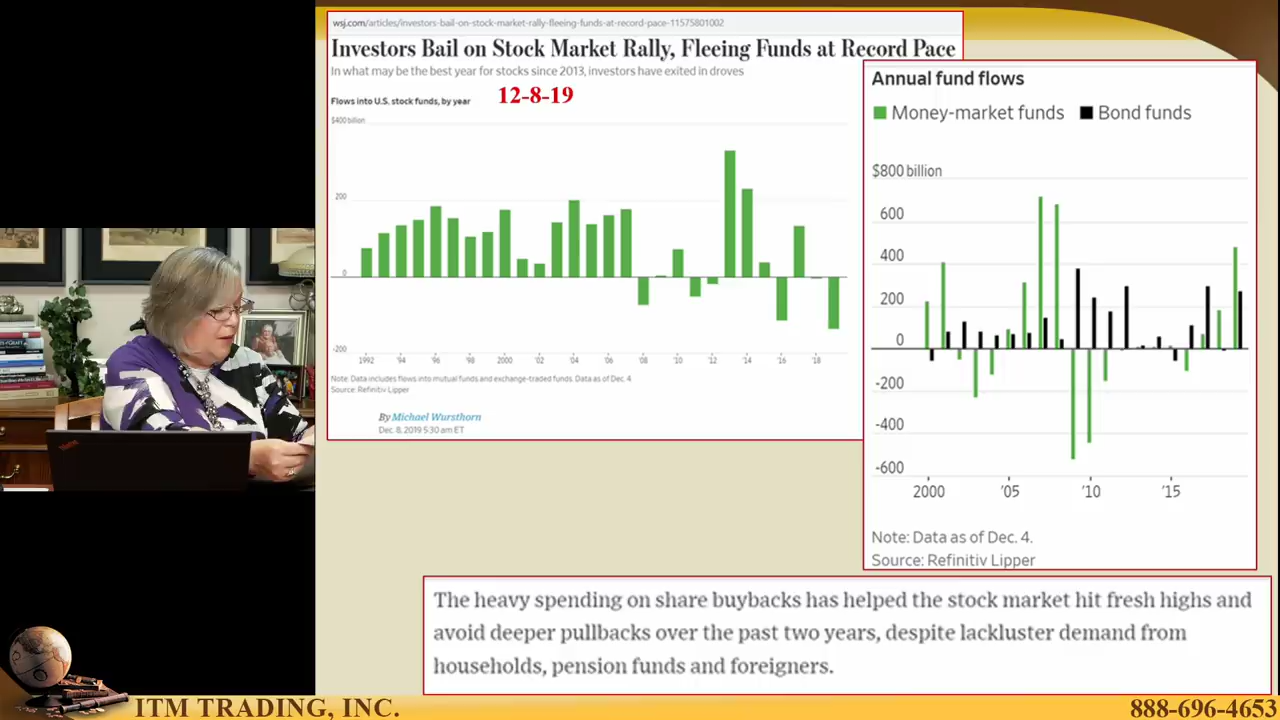 wsj.com/articles/investors-bail-on-stock-market-rally-fleeing-funds-at-record-pace-11575801002
Investors Bail on Stock Market Rally, Fleeing Funds at Record Pace
In what may be the best year for stocks since 2013, investors have exited in droves
Flows into U.S. stock funds, by year
12-8-19
$400 billion
200
0
-200
1992 '94 '96 '98 2000 '02 '04 '06 '08 '10 '12 '14 '16 '18
Note: Data includes flows into mutual funds and exchange-traded funds. Data as of Dec. 4
Source: Refinitiv Lipper
By Michael Wursthorn
Dec. 8, 2019 5:30 am ET
Annual fund flows
Money-market funds Bond funds
$800 billion
600
400
200
0
-200
-400
-600
2000 '05 '10 '15
Note: Data as of Dec. 4.
Source: Refinitiv Lipper
The heavy spending on share buybacks has helped the stock market hit fresh highs and
avoid deeper pullbacks over the past two years, despite lackluster demand from
households, pension funds and foreigners.
ITM TRADING, INC.
888-696-4653